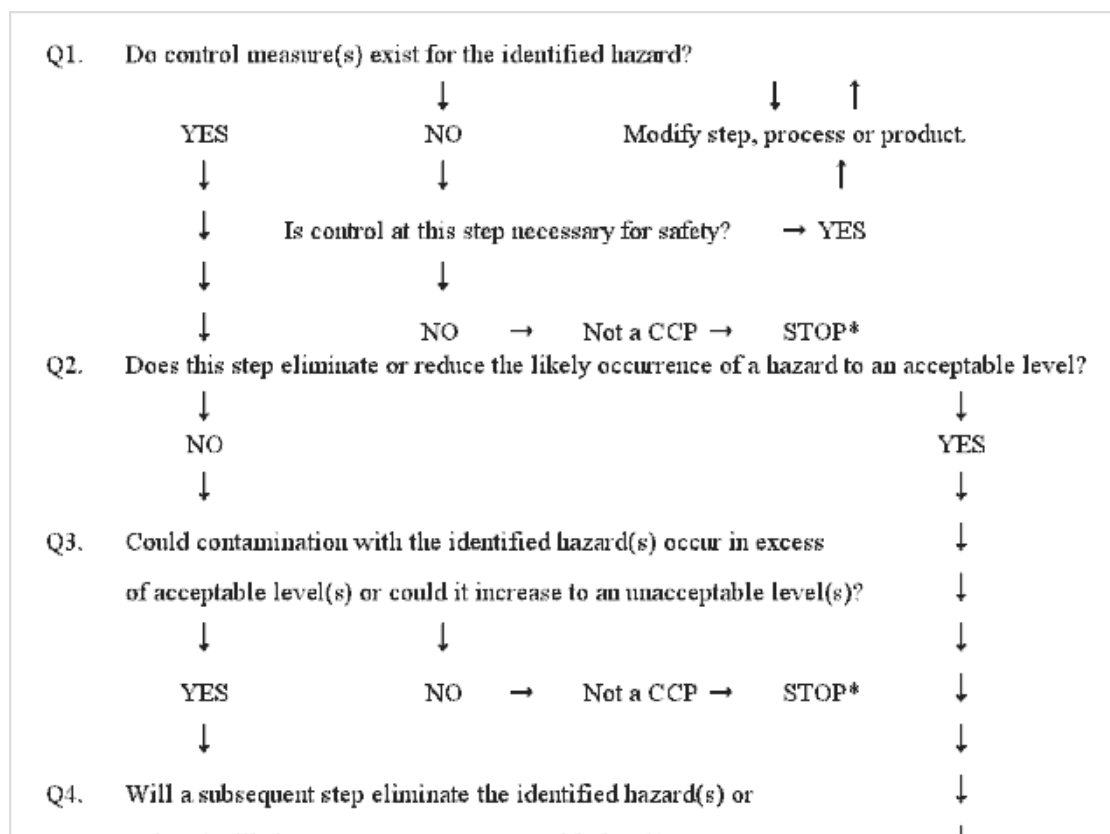 Q1. Do control measure(s) exist for the identified hazard?
↓ ↓ ↑
YES NO Modify step, process or product.
↓ ↓ ↑
↓ Is control at this step necessary for safety? → YES
↓ ↓
↓ NO → Not a CCP → STOP*
Q2. Does this step eliminate or reduce the likely occurrence of a hazard to an acceptable level?
↓ ↓
NO YES
↓ ↓
Q3. Could contamination with the identified hazard(s) occur in excess ↓
of acceptable level(s) or could it increase to an unacceptable level(s)? ↓
↓ ↓ ↓
YES NO → Not a CCP → STOP* ↓
↓ ↓
Q4. Will a subsequent step eliminate the identified hazard(s) or ↓